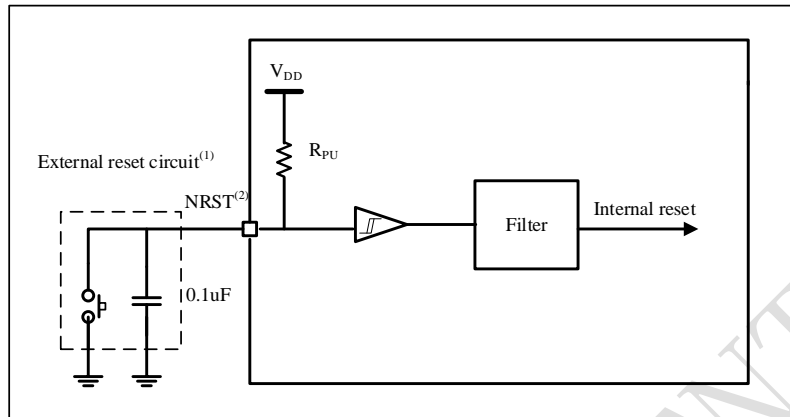 V_DD
R_PU
External reset circuit(1)
NRST(2)
Filter
Internal reset
0.1uF